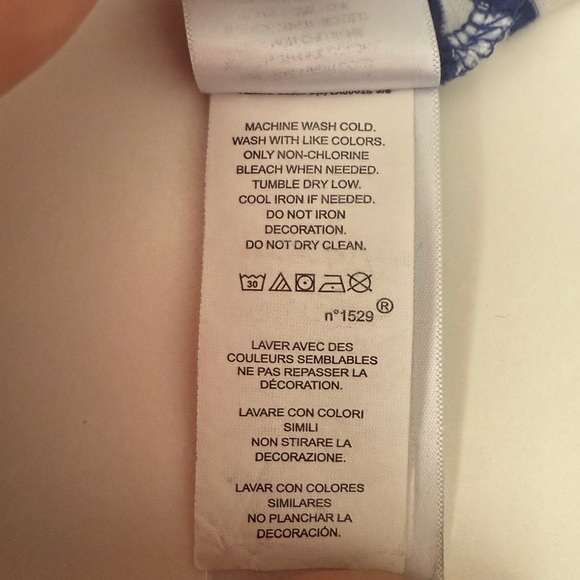 MACHINE WASH COLD.
WASH WITH LIKE COLORS.
ONLY NON-CHLORINE
BLEACH WHEN NEEDED.
TUMBLE DRY LOW.
COOL IRON IF NEEDED.
DO NOT IRON
DECORATION.
DO NOT DRY CLEAN.
30
n°1529®
LAVER AVEC DES
COULEURS SEMBLABLES
NE PAS REPASSER LA
DÉCORATION.
LAVARE CON COLORI
SIMILI
NON STIRARE LA
DECORAZIONE.
LAVAR CON COLORES
SIMILARES
NO PLANCHAR LA
DECORACIÓN.